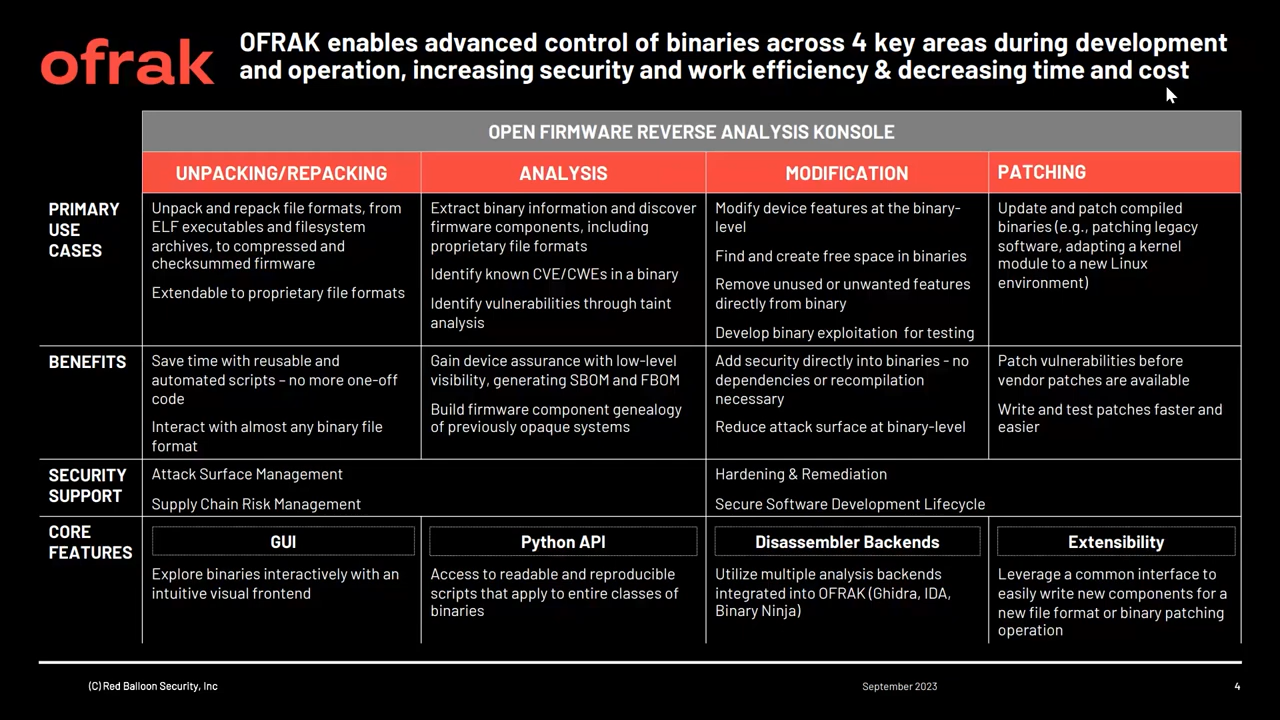 ofrak
OFRAK enables advanced control of binaries across 4 key areas during development
and operation, increasing security and work efficiency & decreasing time and cost
OPEN FIRMWARE REVERSE ANALYSIS KONSOLE
UNPACKING/REPACKING
ANALYSIS
MODIFICATION
PATCHING
PRIMARY
USE
CASES
Unpack and repack file formats, from
ELF executables and filesystem
archives, to compressed and
checksummed firmware
Extendable to proprietary file formats
Extract binary information and discover
firmware components, including
proprietary file formats
Identify known CVE/CWEs in a binary
Identify vulnerabilities through taint
analysis
Modify device features at the binary-
level
Find and create free space in binaries
Remove unused or unwanted features
directly from binary
Develop binary exploitation for testing
Update and patch compiled
binaries (e.g., patching legacy
software, adapting a kernel
module to a new Linux
environment)
BENEFITS
Save time with reusable and
automated scripts – no more one-off
code
Interact with almost any binary file
format
Gain device assurance with low-level
visibility, generating SBOM and FBOM
Build firmware component genealogy
of previously opaque systems
Add security directly into binaries - no
dependencies or recompilation
necessary
Reduce attack surface at binary-level
Patch vulnerabilities before
vendor patches are available
Write and test patches faster and
easier
SECURITY
SUPPORT
Attack Surface Management
Supply Chain Risk Management
Hardening & Remediation
Secure Software Development Lifecycle
CORE
FEATURES
GUI
Explore binaries interactively with an
intuitive visual frontend
Python API
Access to readable and reproducible
scripts that apply to entire classes of
binaries
Disassembler Backends
Utilize multiple analysis backends
integrated into OFRAK (Ghidra, IDA,
Binary Ninja)
Extensibility
Leverage a common interface to
easily write new components for a
new file format or binary patching
operation
(C) Red Balloon Security, Inc
September 2023
4